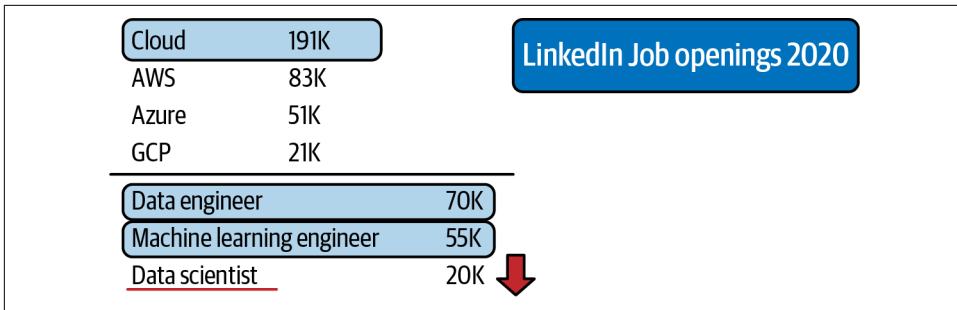 LinkedIn Job openings 2020
Cloud 191K
AWS 83K
Azure 51K
GCP 21K
Data engineer 70K
Machine learning engineer 55K
Data scientist 20K